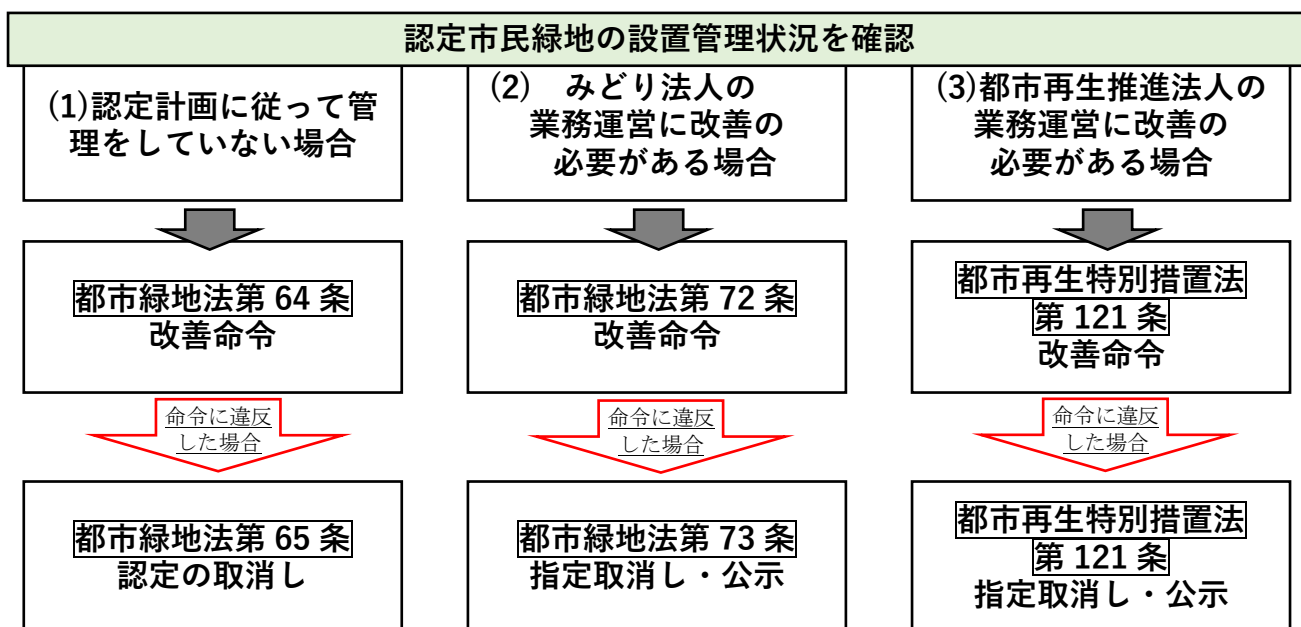 認定市民緑地の設置管理状況を確認
(1)認定計画に従って管
理をしていない場合
(2)　みどり法人の
業務運営に改善の
必要がある場合
(3)都市再生推進法人の
業務運営に改善の
必要がある場合
都市緑地法第 64 条
改善命令
都市緑地法第 72 条
改善命令
都市再生特別措置法
第 121 条
改善命令
命令に違反
した場合
命令に違反
した場合
命令に違反
した場合
都市緑地法第 65 条
認定の取消し
都市緑地法第 73 条
指定取消し・公示
都市再生特別措置法
第 121 条
指定取消し・公示